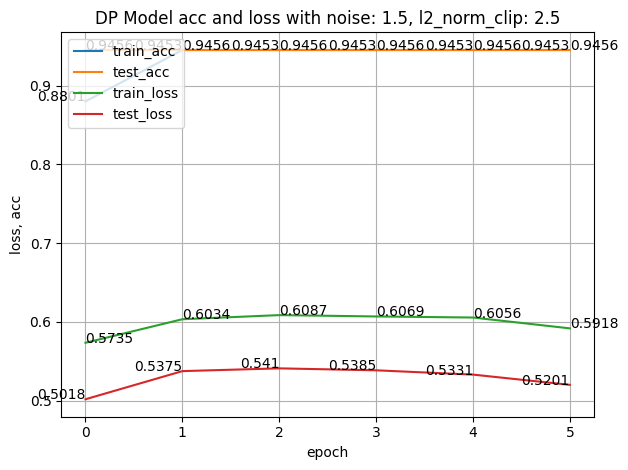 DP Model acc and loss with noise: 1.5, l2_norm_clip: 2.5
0.9456 0.9453 0.9456 0.9453 0.9456 0.9453 0.9456 0.9453 0.9456 0.9453 0.9456
train_acc
test_acc
train_loss
test_loss
0.9
0.8801
0.8
0.7
loss, acc
0.6034 0.6087 0.6069 0.6056 0.5918
0.6
0.5735
0.5375 0.541 0.5385 0.5331 0.5201
0.5018
0.5
0 1 2 3 4 5
epoch